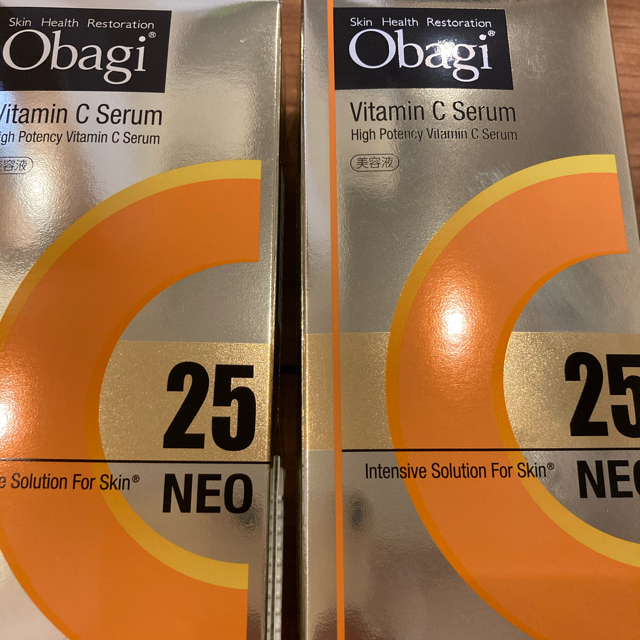 Skin Health Restoration
Obagi®
Vitamin C Serum
High Potency Vitamin C Serum
美容液
25
e Solution For Skin®
NEO
Skin Health Restoration
Obagi®
Vitamin C Serum
High Potency Vitamin C Serum
美容液
25
Intensive Solution For Skin®
NEO